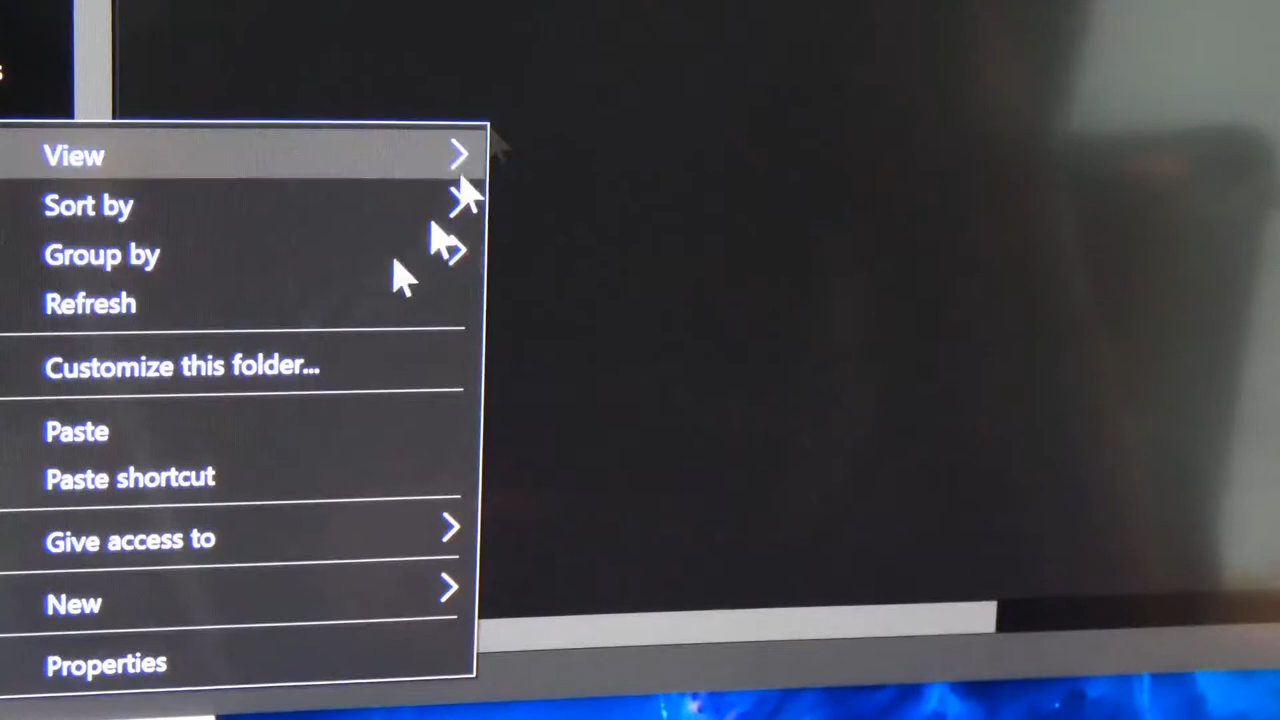 View
Sort by
Group by
Refresh
Customize this folder...
Paste
Paste shortcut
Give access to
New
Properties